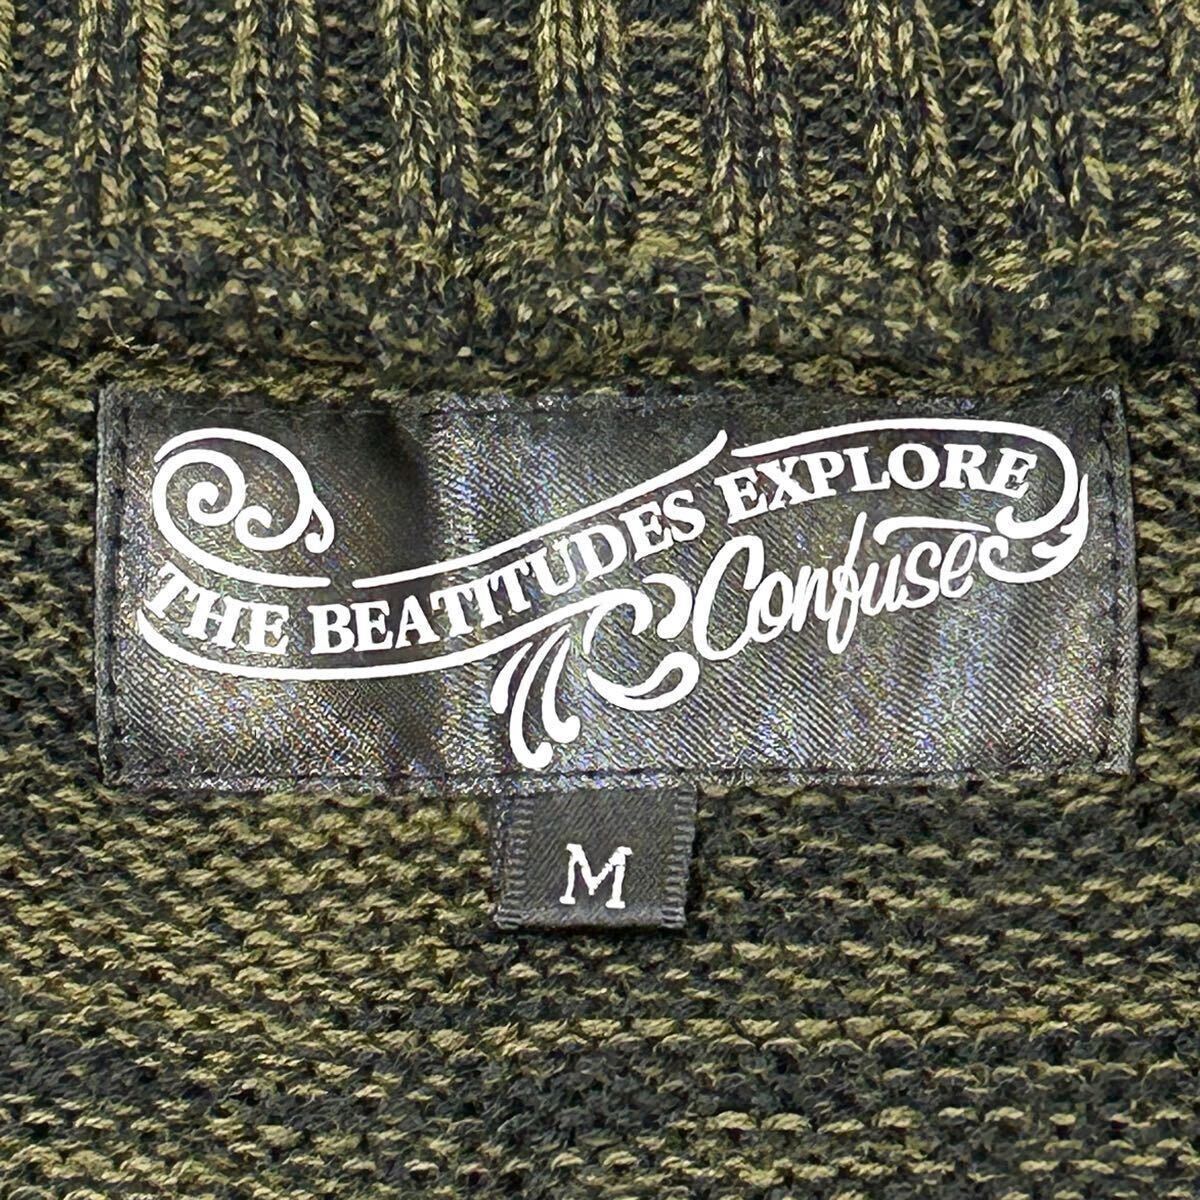 THE BEATITUDES EXPLORE
Confuse
M